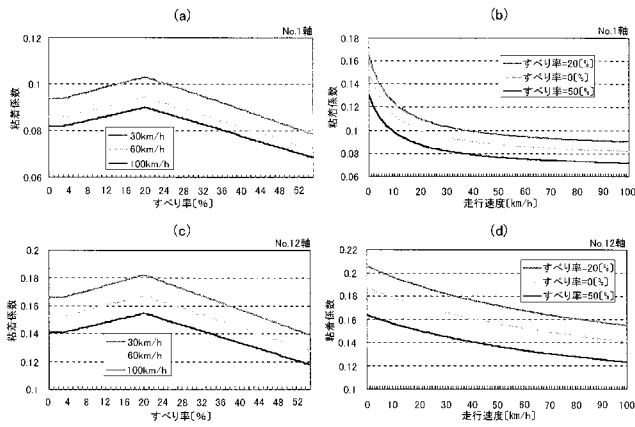 (a)
No.1軸
0.12
0.1
0.08
0.06
粘着係数
30km/h
60km/h
100km/h
0 4 8 12 16 20 24 28 32 36 40 44 48 52
すべり率[%]
(b)
No.1軸
0.18
0.16
0.14
0.12
0.1
0.08
0.06
粘着係数
すべり率=20[%]
すべり率=0[%]
すべり率=50[%]
0 10 20 30 40 50 60 70 80 90 100
走行速度[km/h]
(c)
No.12軸
0.2
0.18
0.16
0.14
0.12
0.1
粘着係数
30km/h
60km/h
100km/h
0 4 8 12 16 20 24 28 32 36 40 44 48 52
すべり率[%]
(d)
No.12軸
0.22
0.2
0.18
0.16
0.14
0.12
0.1
粘着係数
すべり率=20[%]
すべり率=0[%]
すべり率=50[%]
0 10 20 30 40 50 60 70 80 90 100
走行速度[km/h]